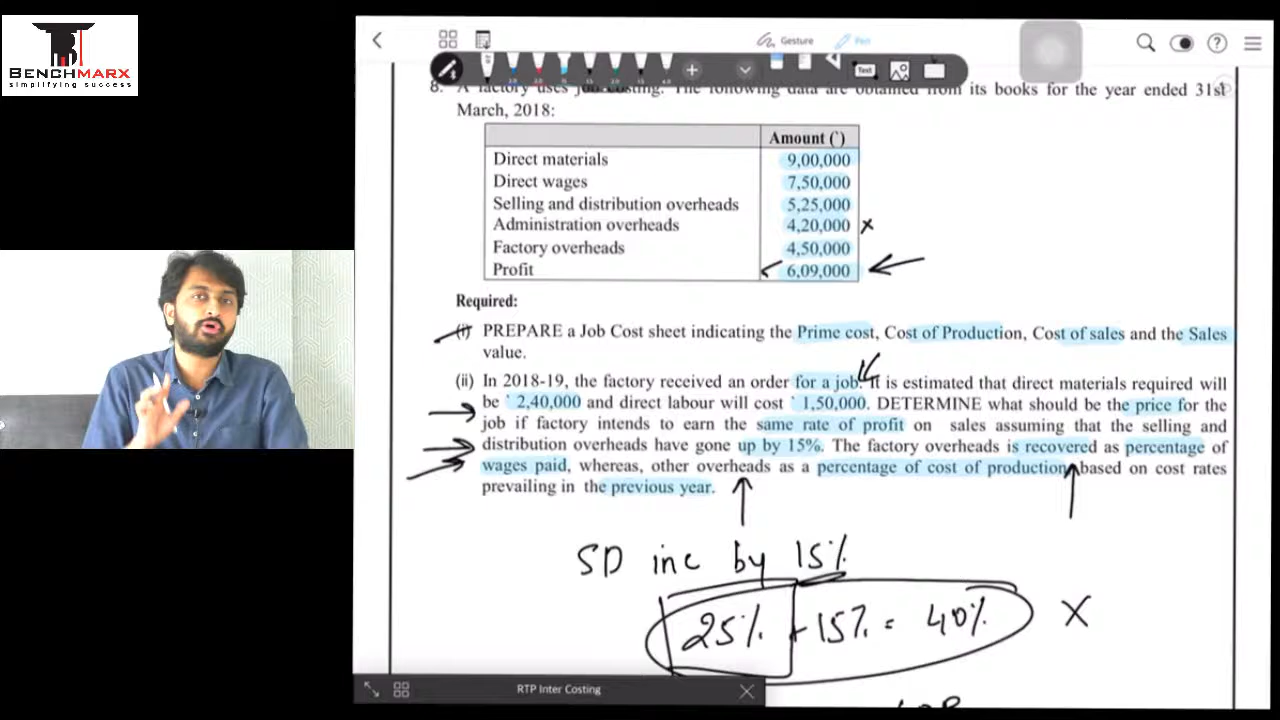 BENCHMARX
simplifying success
Gesture
Pen
Text
8. A factory uses job costing. The following data are obtained from its books for the year ended 31st
March, 2018:
Amount (`)
Direct materials 9,00,000
Direct wages 7,50,000
Selling and distribution overheads 5,25,000
Administration overheads 4,20,000 x
Factory overheads 4,50,000
Profit 6,09,000
Required:
(i) PREPARE a Job Cost sheet indicating the Prime cost, Cost of Production, Cost of sales and the Sales
value.
(ii) In 2018-19, the factory received an order for a job. It is estimated that direct materials required will
be ` 2,40,000 and direct labour will cost ` 1,50,000. DETERMINE what should be the price for the
job if factory intends to earn the same rate of profit on sales assuming that the selling and
distribution overheads have gone up by 15%. The factory overheads is recovered as percentage of
wages paid, whereas, other overheads as a percentage of cost of production based on cost rates
prevailing in the previous year.
SD inc by 15%
25% + 15% = 40% X
RTP Inter Costing